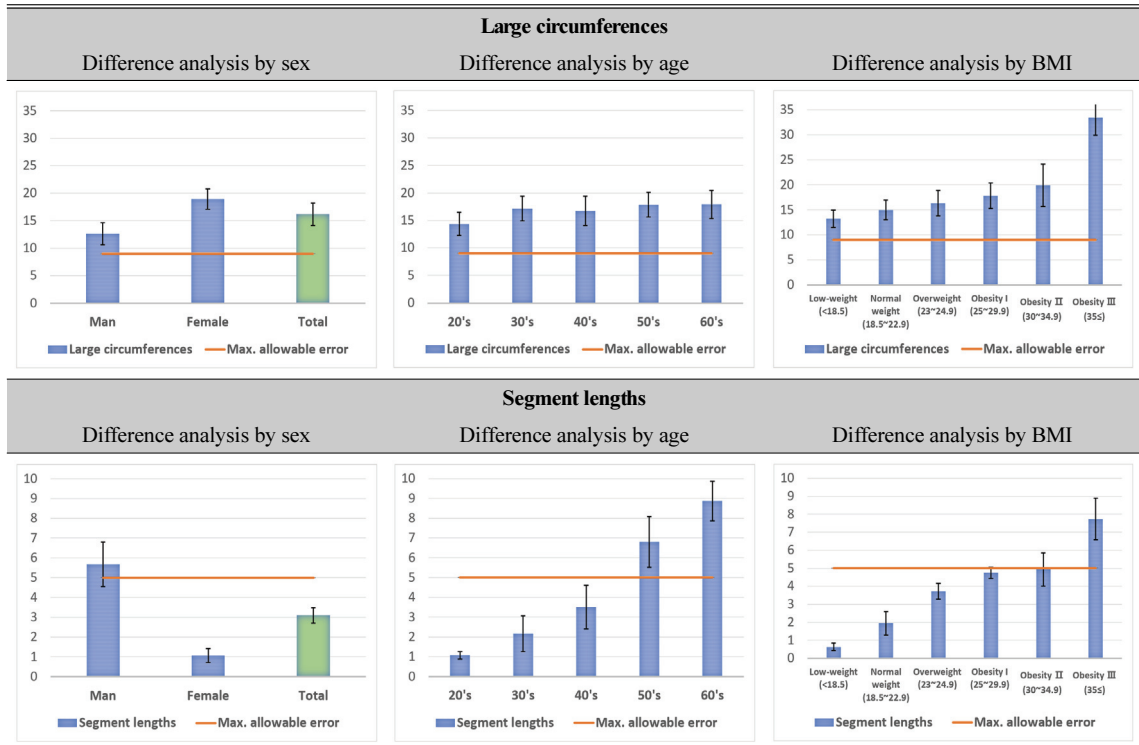 Large circumferences
Difference analysis by sex
Difference analysis by age
Difference analysis by BMI
35
30
25
20
15
10
5
0
Man Female Total
Large circumferences Max. allowable error
35
30
25
20
15
10
5
0
20's 30's 40's 50's 60's
Large circumferences Max. allowable error
35
30
25
20
15
10
5
0
Low-weight (<18.5) Normal weight (18.5~22.9) Overweight (23~24.9) Obesity I (25~29.9) Obesity II (30~34.9) Obesity III (35≤)
Large circumferences Max. allowable error
Segment lengths
Difference analysis by sex
Difference analysis by age
Difference analysis by BMI
10
9
8
7
6
5
4
3
2
1
0
Man Female Total
Segment lengths Max. allowable error
10
9
8
7
6
5
4
3
2
1
0
20's 30's 40's 50's 60's
Segment lengths Max. allowable error
10
9
8
7
6
5
4
3
2
1
0
Low-weight (<18.5) Normal weight (18.5~22.9) Overweight (23~24.9) Obesity I (25~29.9) Obesity II (30~34.9) Obesity III (35≤)
Segment lengths Max. allowable error